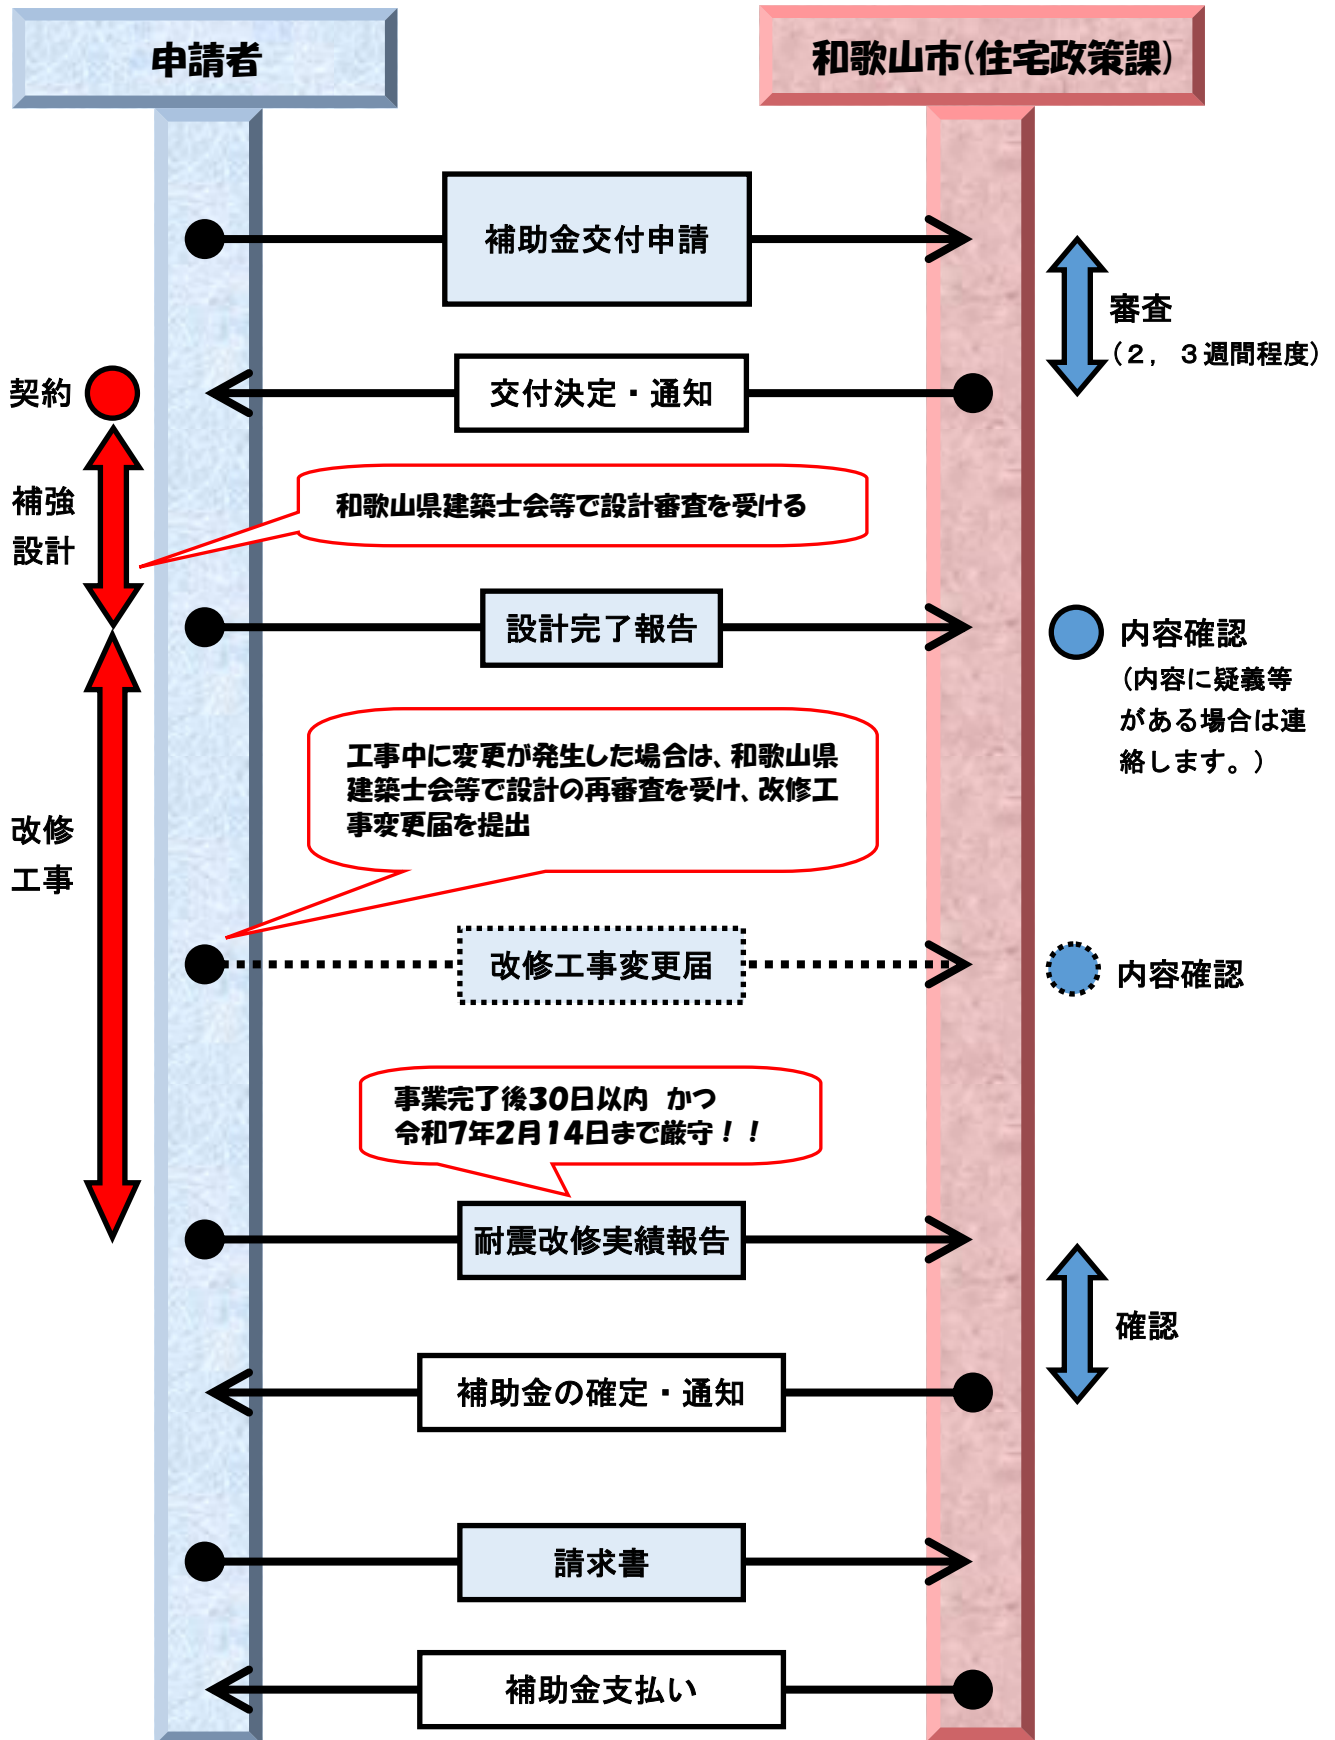 申請者
和歌山市(住宅政策課)
補助金交付申請
審査
(２，３週間程度)
契約
交付決定・通知
補強
設計
和歌山県建築士会等で設計審査を受ける
設計完了報告
内容確認
(内容に疑義等
がある場合は連
絡します。)
工事中に変更が発生した場合は、和歌山県
建築士会等で設計の再審査を受け、改修工
事変更届を提出
改修
工事
改修工事変更届
内容確認
事業完了後30日以内　かつ
令和7年2月14日まで厳守！！
耐震改修実績報告
確認
補助金の確定・通知
請求書
補助金支払い